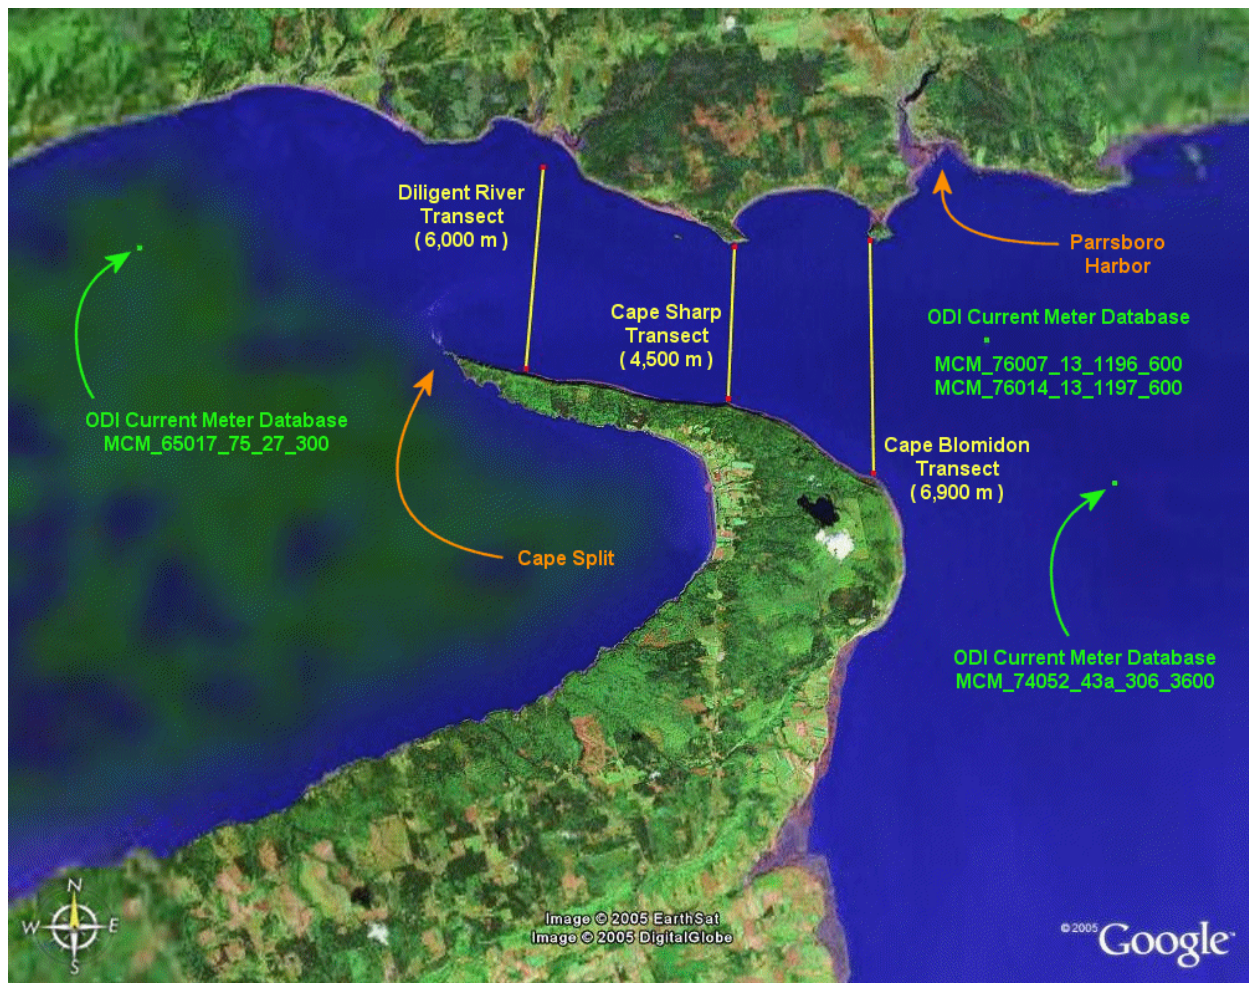 Diligent River
Transect
( 6,000 m )
Parrsboro
Harbor
Cape Sharp
Transect
( 4,500 m )
ODI Current Meter Database
MCM_76007_13_1196_600
MCM_76014_13_1197_600
ODI Current Meter Database
MCM_65017_75_27_300
Cape Blomidon
Transect
( 6,900 m )
Cape Split
ODI Current Meter Database
MCM_74052_43a_306_3600
N
W E
S
Image © 2005 EarthSat
Image © 2005 DigitalGlobe
© 2005 Google™